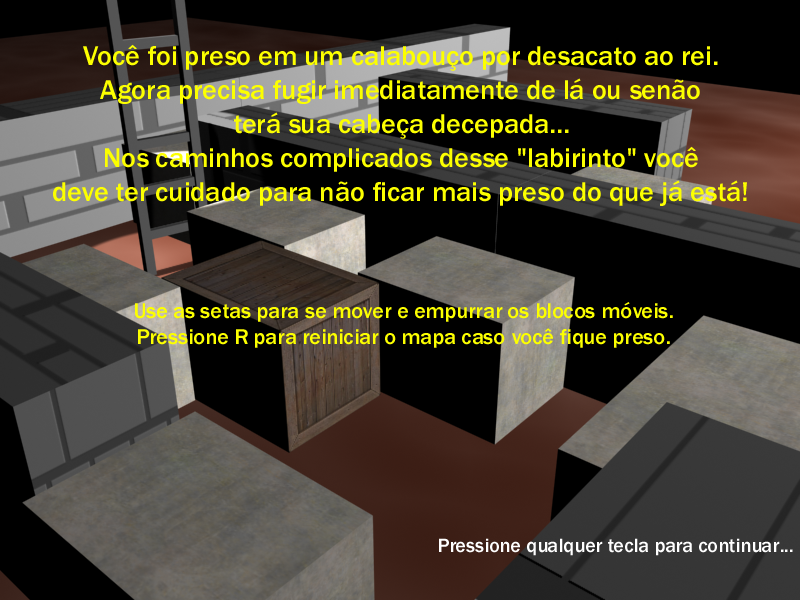 Você foi preso em um calabouço por desacato ao rei.
Agora precisa fugir imediatamente de lá ou senão
terá sua cabeça decepada...
Nos caminhos complicados desse "labirinto" você
deve ter cuidado para não ficar mais preso do que já está!
Use as setas para se mover e empurrar os blocos móveis.
Pressione R para reiniciar o mapa caso você fique preso.
Pressione qualquer tecla para continuar...